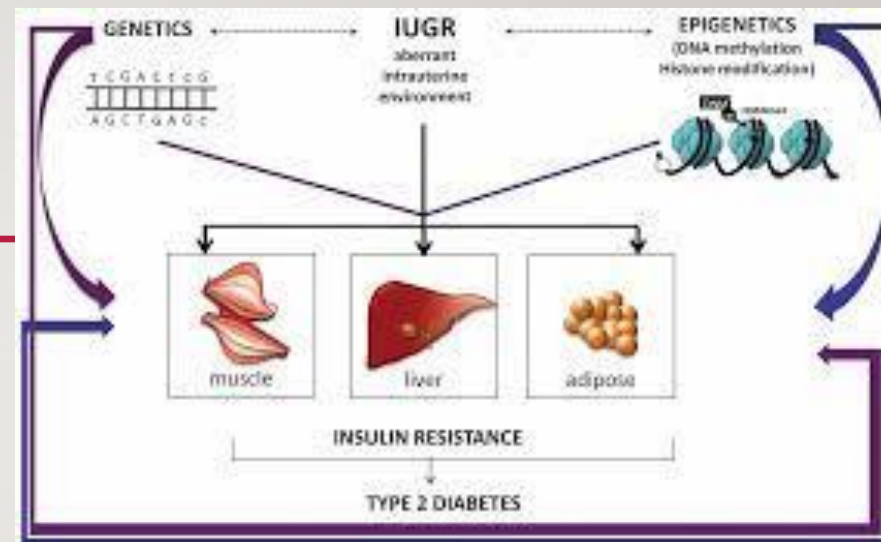 GENETICS
IUGR
aberrant
intrauterine
environment
EPIGENETICS
(DNA methylation
Histone modification)
T C G A C T C G
A G C T G A G C
muscle
liver
adipose
INSULIN RESISTANCE
TYPE 2 DIABETES